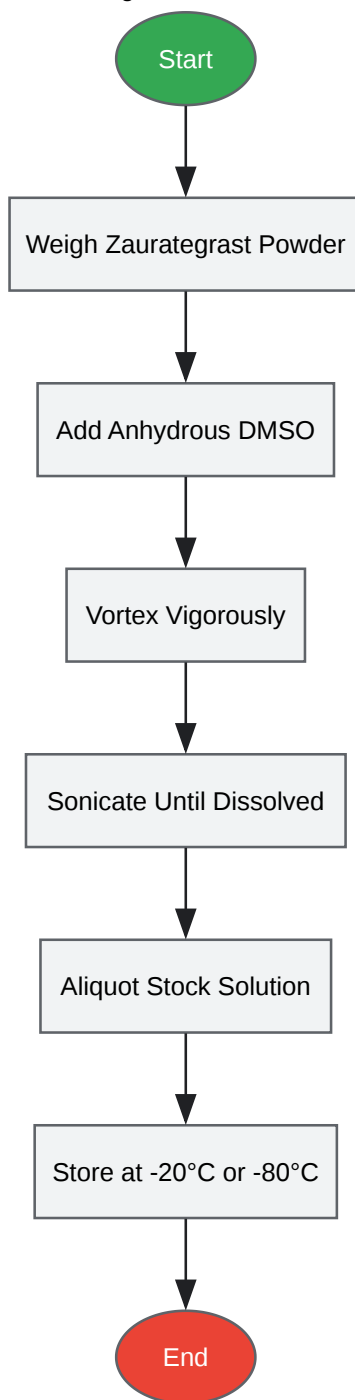 Start
Weigh Zaurategrast Powder
Add Anhydrous DMSO
Vortex Vigorously
Sonicate Until Dissolved
Aliquot Stock Solution
Store at -20°C or -80°C
End